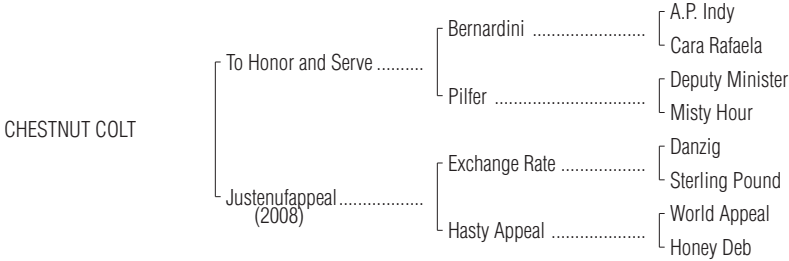 A.P. Indy
Bernardini ........................
Cara Rafaela
To Honor and Serve ..........
Deputy Minister
Pilfer ................................
Misty Hour
CHESTNUT COLT
Danzig
Exchange Rate ..................
Sterling Pound
Justenufappeal..................
(2008)
World Appeal
Hasty Appeal ....................
Honey Deb